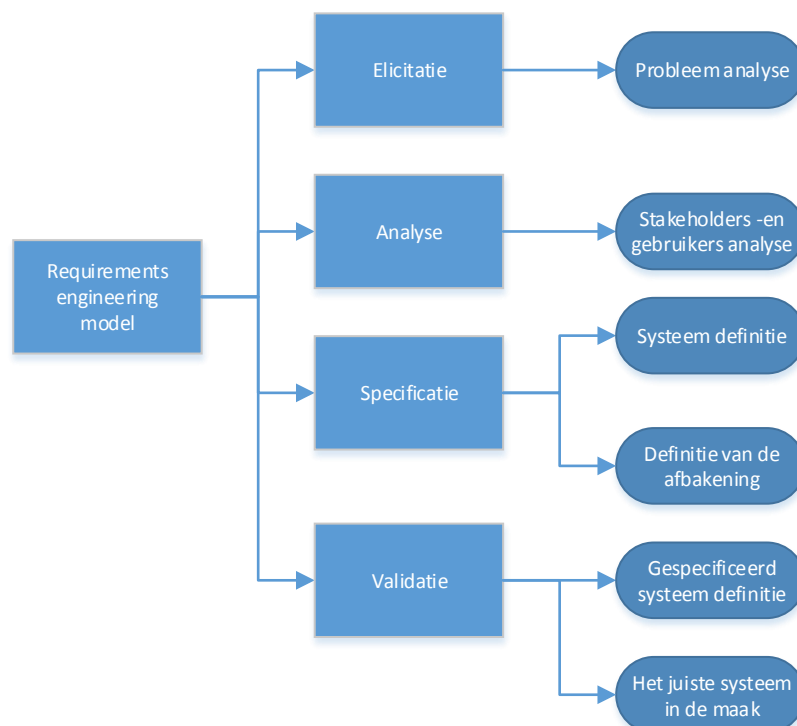 Elicitatie
Probleem analyse
Analyse
Stakeholders -en
gebruikers analyse
Requirements
engineering
model
Systeem definitie
Specificatie
Definitie van de
afbakening
Validatie
Gespecificeerd
systeem definitie
Het juiste systeem
in de maak